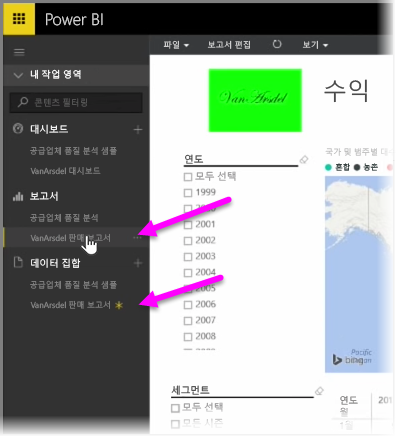 Power BI
파일 보고서 편집 보기
내 작업 영역
콘텐츠 필터링
대시보드
공급업체 품질 분석 샘플
VanArsdel 대시보드
보고서
공급업체 품질 분석
VanArsdel 판매 보고서
데이터 집합
공급업체 품질 분석 샘플
VanArsdel 판매 보고서
VanArsdel
수익
연도
모두 선택
1999
2001
2002
2003
2004
2005
2006
2007
2008
국가 및 범주별
혼합 농촌
Pacific
Ocean
bing
세그먼트
모두 선택
모든 시즌
연도
월
201
1월